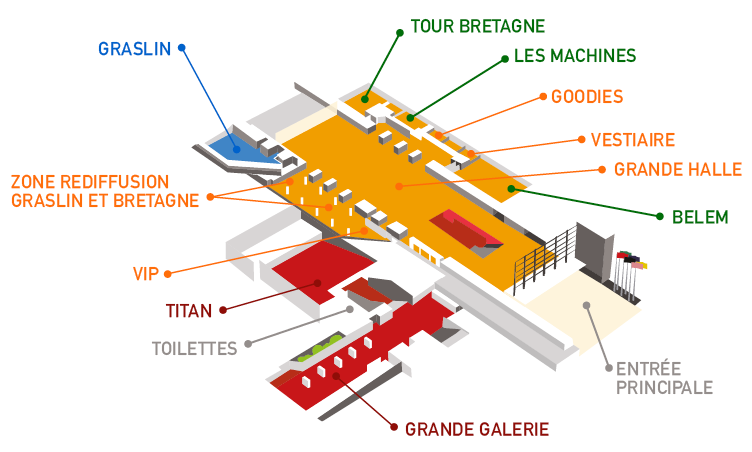 TOUR BRETAGNE
GRASLIN
LES MACHINES
GOODIES
VESTIAIRE
GRANDE HALLE
ZONE REDIFFUSION
GRASLIN ET BRETAGNE
BELEM
VIP
TITAN
TOILETTES
ENTRÉE
PRINCIPALE
GRANDE GALERIE